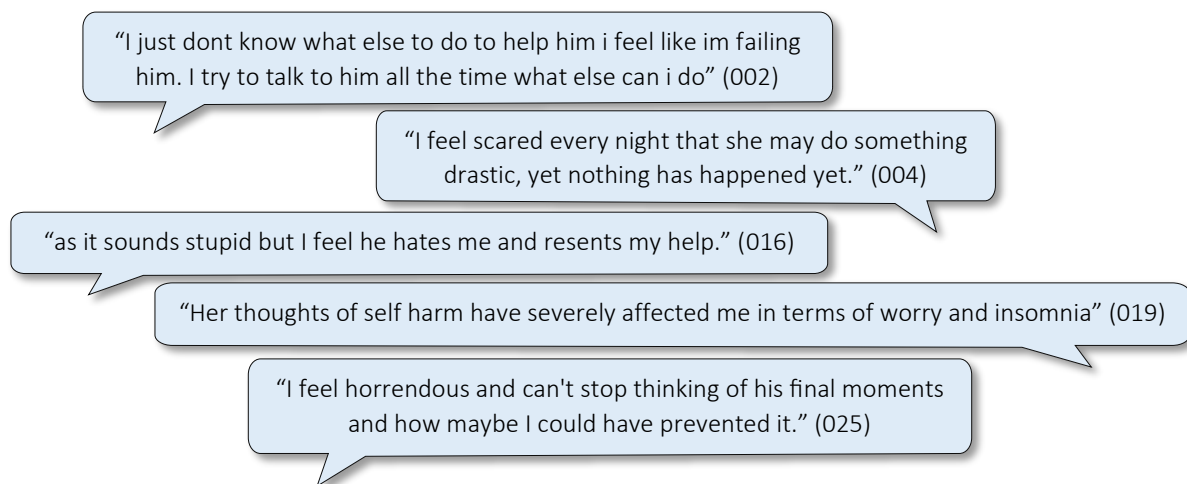 “I just dont know what else to do to help him i feel like im failing
him. I try to talk to him all the time what else can i do” (002)
“I feel scared every night that she may do something
drastic, yet nothing has happened yet.” (004)
“as it sounds stupid but I feel he hates me and resents my help.” (016)
“Her thoughts of self harm have severely affected me in terms of worry and insomnia” (019)
“I feel horrendous and can't stop thinking of his final moments
and how maybe I could have prevented it.” (025)